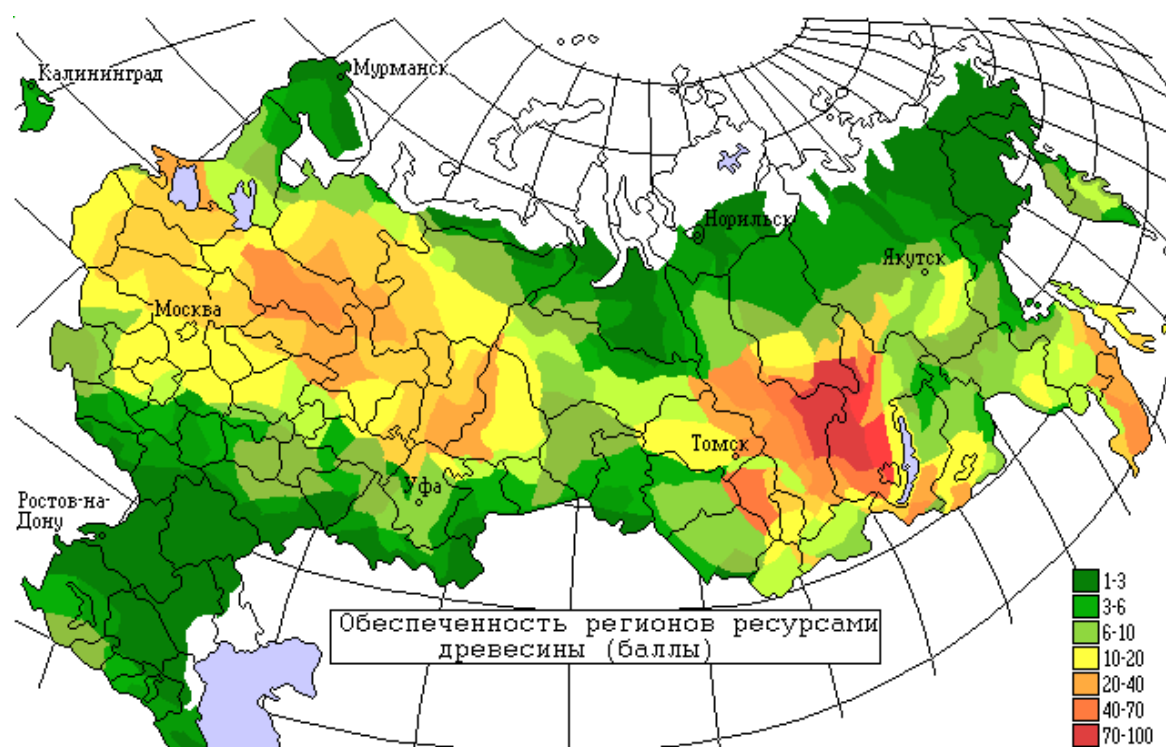 Калининград
Мурманск
Норильск
Якутск
Москва
Томск
Уфа
Ростов-на-
Дону
Обеспеченность регионов ресурсами
древесины (баллы)
1-3
3-6
6-10
10-20
20-40
40-70
70-100